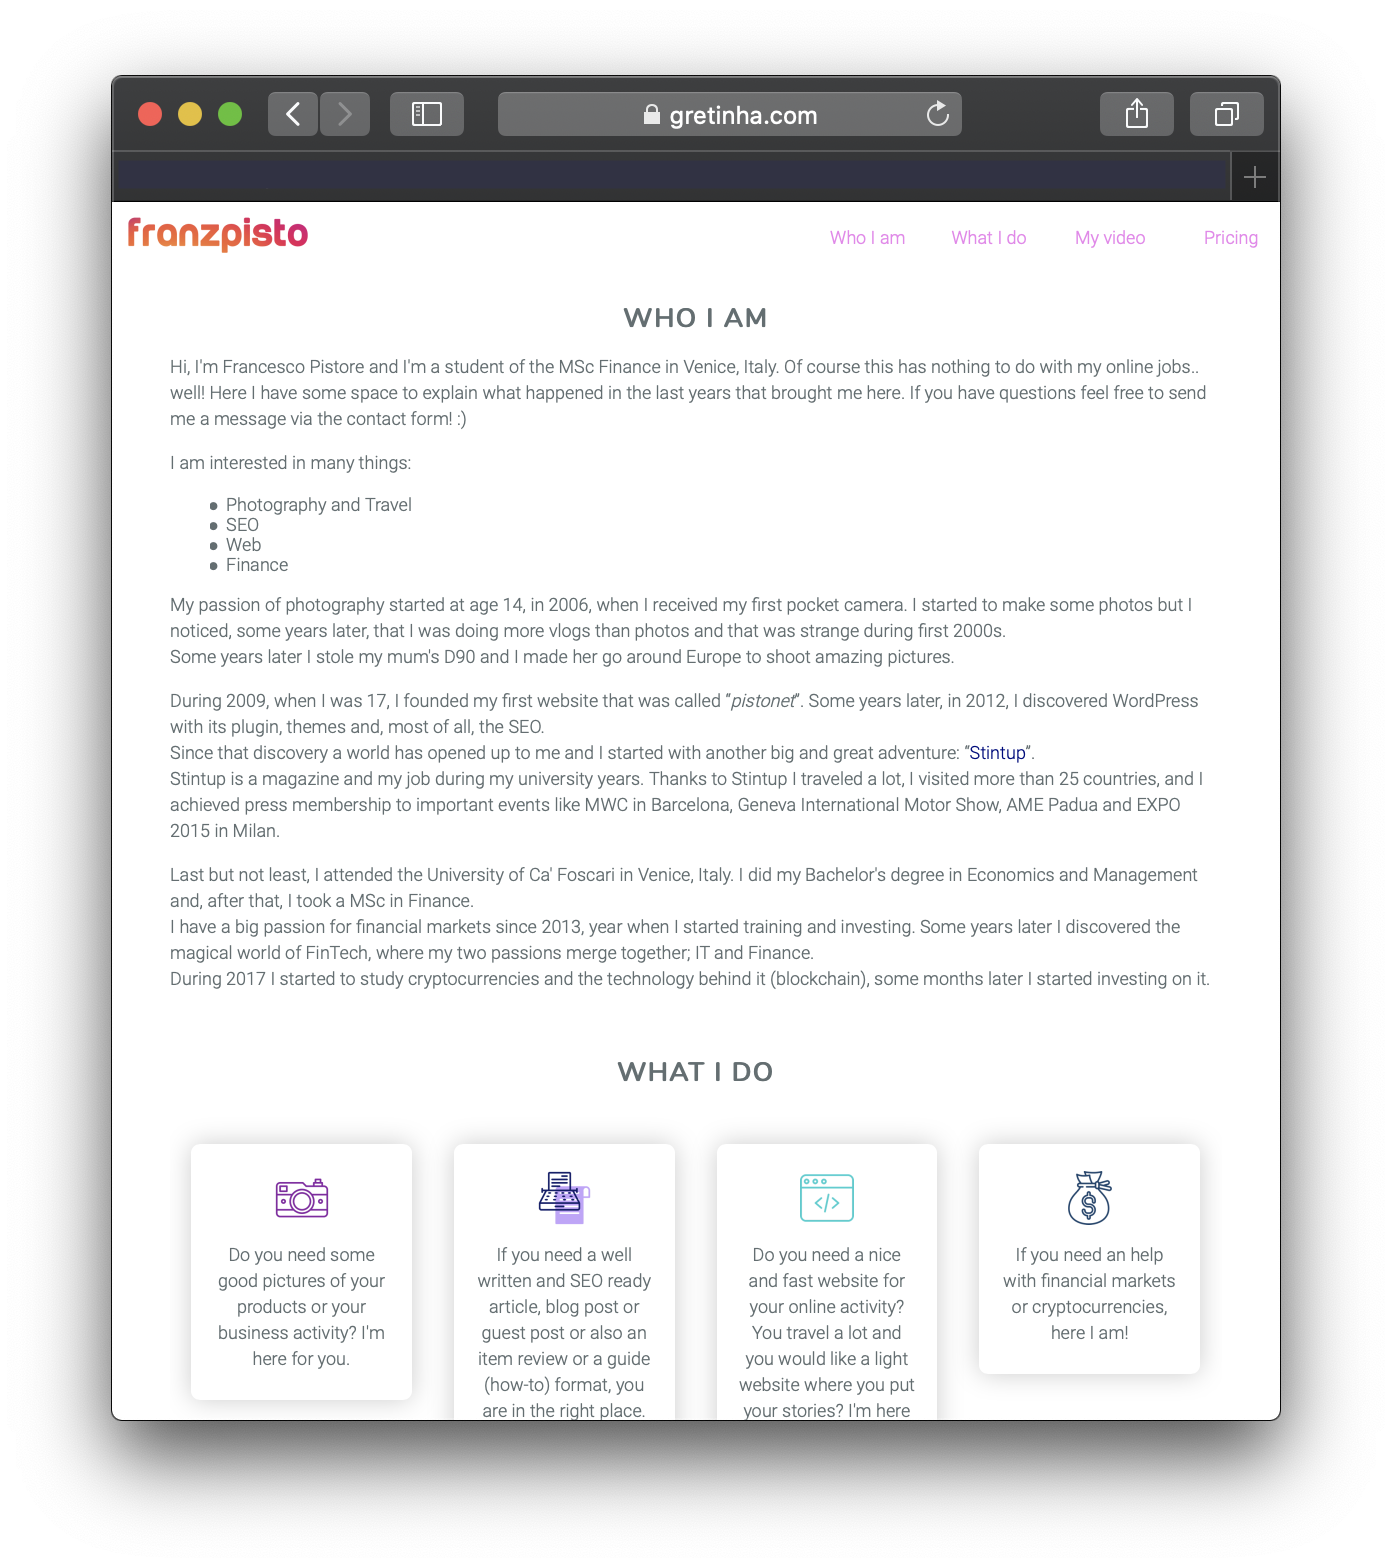 gretinha.com
franzpisto
Who I am What I do My video Pricing
WHO I AM
Hi, I'm Francesco Pistore and I'm a student of the MSc Finance in Venice, Italy. Of course this has nothing to do with my online jobs..
well! Here I have some space to explain what happened in the last years that brought me here. If you have questions feel free to send
me a message via the contact form! :)
I am interested in many things:
● Photography and Travel
● SEO
● Web
● Finance
My passion of photography started at age 14, in 2006, when I received my first pocket camera. I started to make some photos but I
noticed, some years later, that I was doing more vlogs than photos and that was strange during first 2000s.
Some years later I stole my mum's D90 and I made her go around Europe to shoot amazing pictures.
During 2009, when I was 17, I founded my first website that was called “pistonet”. Some years later, in 2012, I discovered WordPress
with its plugin, themes and, most of all, the SEO.
Since that discovery a world has opened up to me and I started with another big and great adventure: “Stintup”.
Stintup is a magazine and my job during my university years. Thanks to Stintup I traveled a lot, I visited more than 25 countries, and I
achieved press membership to important events like MWC in Barcelona, Geneva International Motor Show, AME Padua and EXPO
2015 in Milan.
Last but not least, I attended the University of Ca' Foscari in Venice, Italy. I did my Bachelor's degree in Economics and Management
and, after that, I took a MSc in Finance.
I have a big passion for financial markets since 2013, year when I started training and investing. Some years later I discovered the
magical world of FinTech, where my two passions merge together; IT and Finance.
During 2017 I started to study cryptocurrencies and the technology behind it (blockchain), some months later I started investing on it.
WHAT I DO
Do you need some
good pictures of your
products or your
business activity? I'm
here for you.
If you need a well
written and SEO ready
article, blog post or
guest post or also an
item review or a guide
(how-to) format, you
are in the right place.
</>
Do you need a nice
and fast website for
your online activity?
You travel a lot and
you would like a light
website where you put
your stories? I'm here
$
If you need an help
with financial markets
or cryptocurrencies,
here I am!